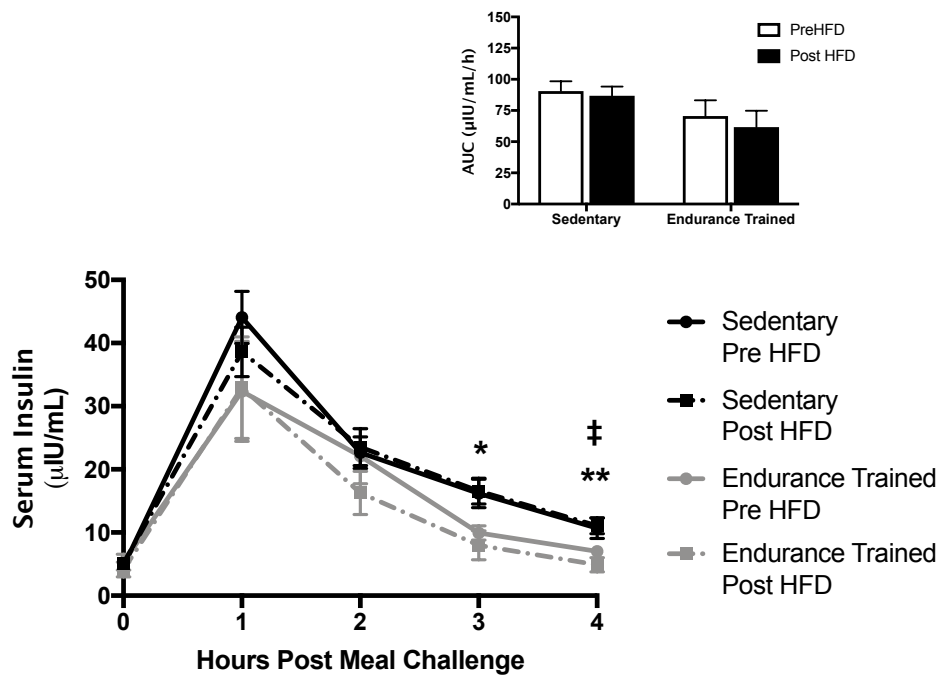 150
125
100
75
50
25
0
AUC (µIU/mL/h)
PreHFD
Post HFD
Sedentary
Endurance Trained
50
40
30
20
10
0
Serum Insulin
(µIU/mL)
*
‡
**
0
1
2
3
4
Hours Post Meal Challenge
Sedentary
Pre HFD
Sedentary
Post HFD
Endurance Trained
Pre HFD
Endurance Trained
Post HFD